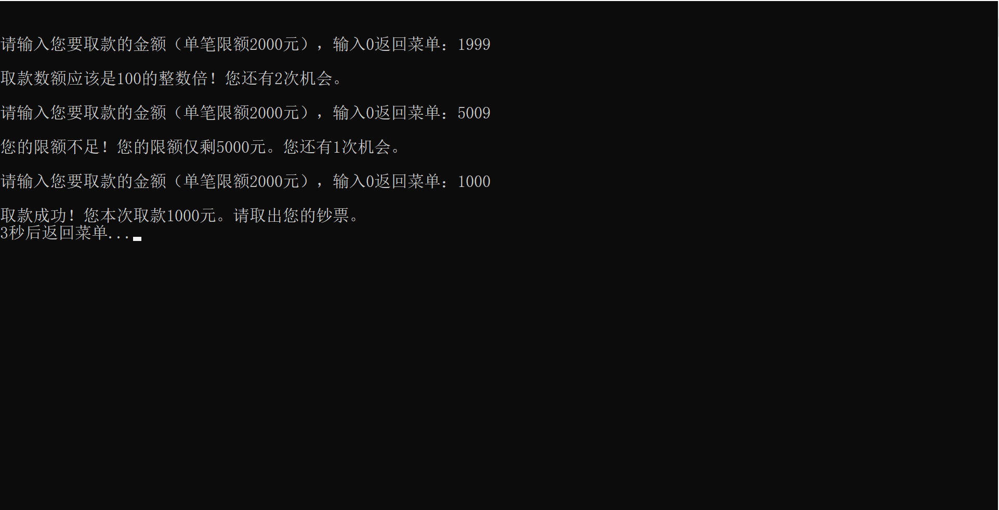 请输入您要取款的金额（单笔限额2000元），输入0返回菜单：1999
取款数额应该是100的整数倍！您还有2次机会。
请输入您要取款的金额（单笔限额2000元），输入0返回菜单：5009
您的限额不足！您的限额仅剩5000元。您还有1次机会。
请输入您要取款的金额（单笔限额2000元），输入0返回菜单：1000
取款成功！您本次取款1000元。请取出您的钞票。
3秒后返回菜单...